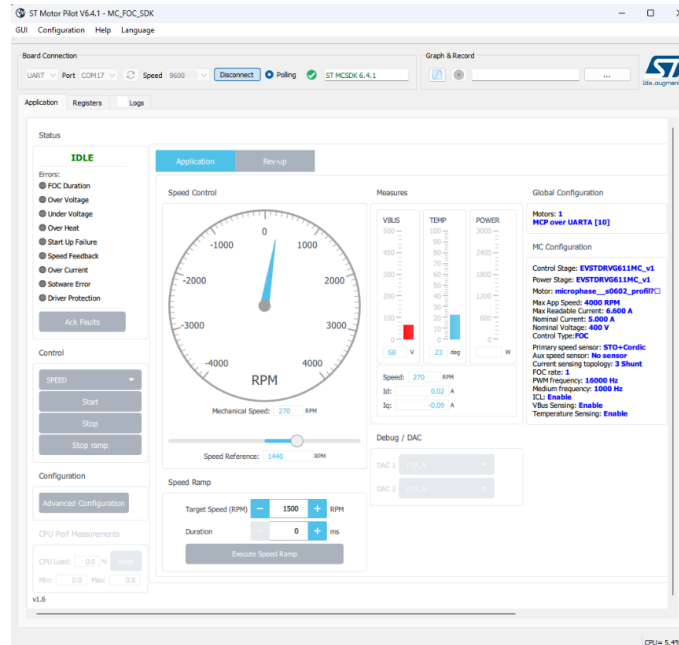 ST Motor Pilot V6.4.1 - MC_FOC_SDK
GUI Configuration Help Language
Board Connection
UART Port COM17 Speed 9600 Disconnect Polling ST MCSDK 6.4.1
Graph & Record
...
ST
life.augment
Application Registers Logs
Status
IDLE
Errors:
FOC Duration
Over Voltage
Under Voltage
Over Heat
Start Up Failure
Speed Feedback
Over Current
Sotware Error
Driver Protection
Ack Faults
Control
SPEED
Start
Stop
Stop ramp
Configuration
Advanced Configuration
CPU Perf Measurements
CPU Load: 0.0 %
Min: 0.0 Max: 0.0
v1.6
Application Rev-up
Speed Control
0
-1000 1000
-2000 2000
-3000 3000
-4000 4000
RPM
Mechanical Speed: 270 RPM
Speed Reference: 1440 RPM
Speed Ramp
Target Speed (RPM) − 1500 + RPM
Duration − 0 + ms
Execute Speed Ramp
Measures
VBUS TEMP POWER
500 100 3000
90
400 80 2400
70
300 60 1800
50
200 40 1200
30
100 20 600
10
0 0 0
68 V 23 deg W
Speed: 270 RPM
Id: 0.02 A
Iq: -0.09 A
Debug / DAC
DAC 1
DAC 2
Global Configuration
Motors: 1
MCP over UARTA [10]
MC Configuration
Control Stage: EVSTDRVG611MC_v1
Power Stage: EVSTDRVG611MC_v1
Motor: microphase__s0602_profil?□
Max App Speed: 4000 RPM
Max Readable Current: 6.600 A
Nominal Current: 5.000 A
Nominal Voltage: 400 V
Control Type:FOC
Primary speed sensor: STO+Cordic
Aux speed sensor: No sensor
Current sensing topology: 3 Shunt
FOC rate: 1
PWM frequency: 16000 Hz
Medium frequency: 1000 Hz
ICL: Enable
VBus Sensing: Enable
Temperature Sensing: Enable
CPU= 5.4%